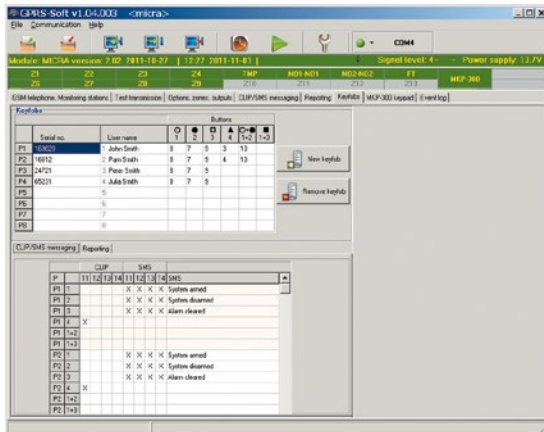 GPRS-Soft v1.04.003 <micra>
File Communication Help
COM4
Module: MICRA version: 2.02 2011-10-27 | 12:27 2011-11-03 | Signal level: 4 - - Power supply: 13,7V
Z1 Z2 Z3 Z4 TMP NO1-NO1 NO2-NO2 FT MKP-300
Z6 Z7 Z8 Z9 Z10 Z11 Z12 Z13
GSM telephone, Monitoring stations Test transmission Options, zones, outputs CLIP/SMS messaging Reporting Keyfobs MKP-300 keypad Event log
Keyfobs
Buttons
Serial no. User name 1 2 3 4 1+2 1+3
P1 1 John Smith 8 7 9 3 13
P2 16812 2 Pam Smith 8 7 9 4 13
P3 24721 3 Peter Smith 8 7 9
P4 65231 4 Julia Smith 8 7 9
P5 5
P6 6
P7 7
P8 8
New keyfob
Remove keyfob
CLIP/SMS messaging Reporting
CLIP SMS
P T1 T2 T3 T4 T1 T2 T3 T4 SMS
P1 1 X X X X System armed
P1 2 X X X X System disarmed
P1 3 X X X X Alarm cleared
P1 4 X
P1 1+2
P1 1+3
P2 1 X X X X System armed
P2 2 X X X X System disarmed
P2 3 X X X X Alarm cleared
P2 4 X
P2 1+2
P2 1+3